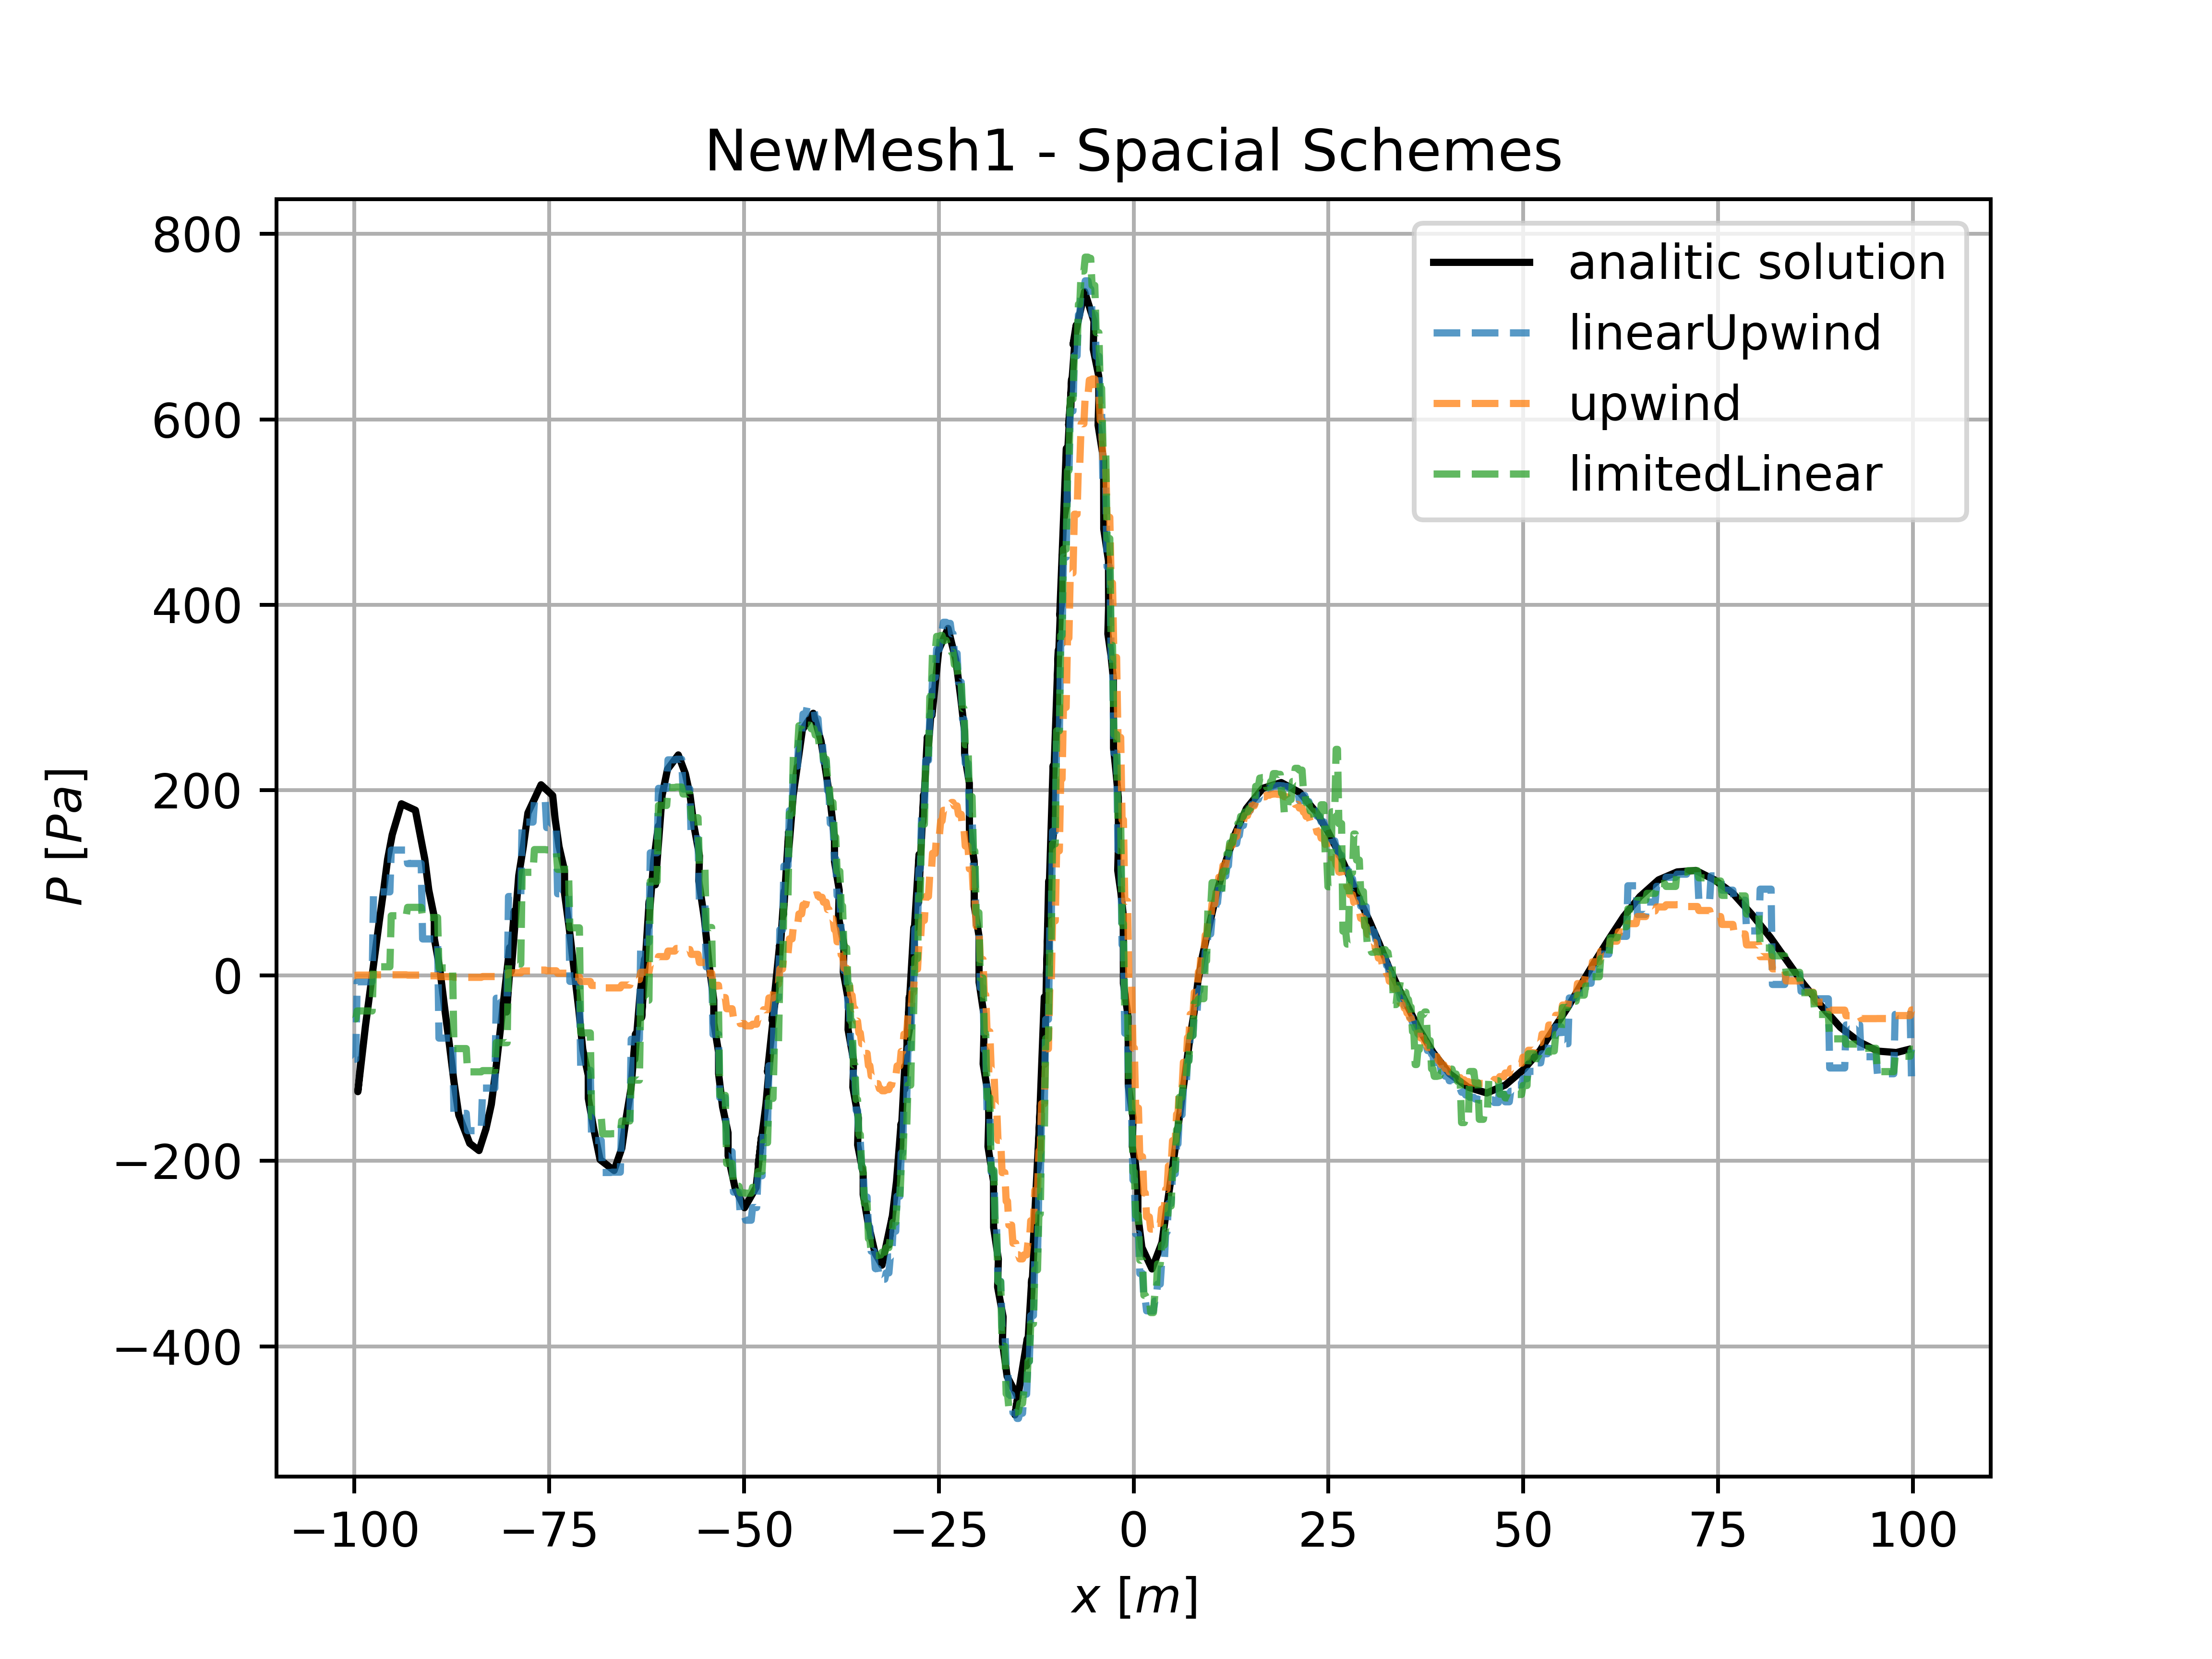 NewMesh1 - Spacial Schemes
800
600
400
200
0
−200
−400
P [Pa]
analitic solution
linearUpwind
upwind
limitedLinear
−100 −75 −50 −25 0 25 50 75 100
x [m]